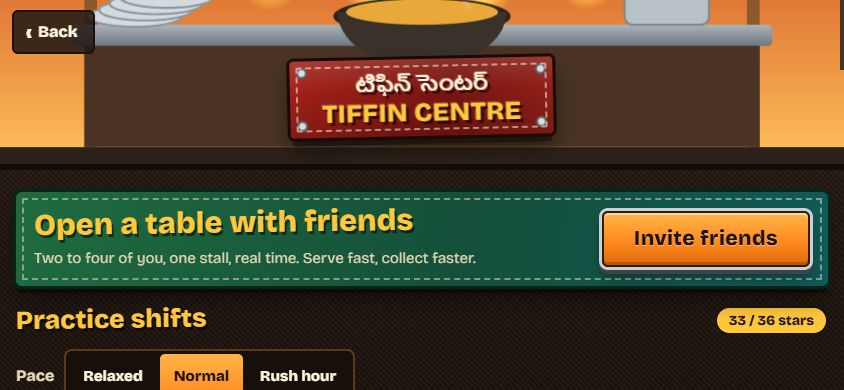 ‹ Back
టిఫిన్ సెంటర్
TIFFIN CENTRE
Open a table with friends
Two to four of you, one stall, real time. Serve fast, collect faster.
Invite friends
Practice shifts
33 / 36 stars
Pace Relaxed Normal Rush hour